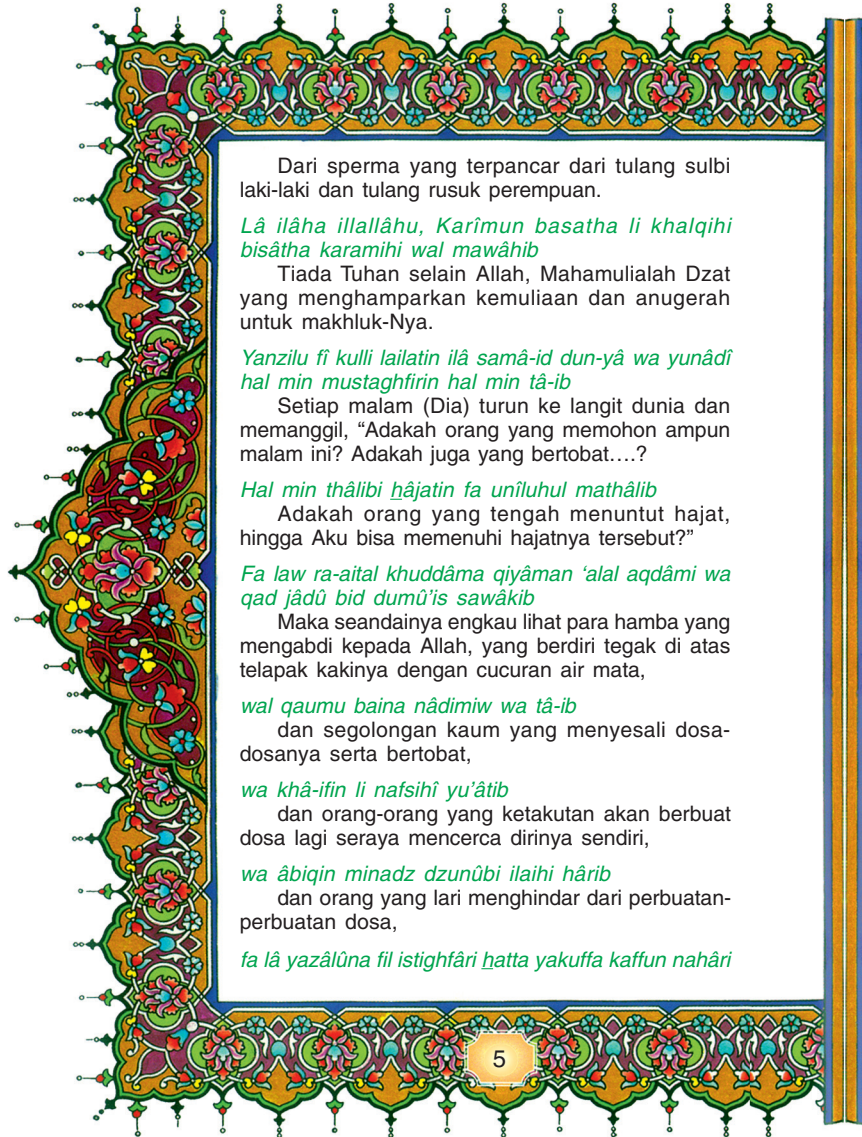 Dari sperma yang terpancar dari tulang sulbi
laki-laki dan tulang rusuk perempuan.
Lâ ilâha illallâhu, Karîmun basatha li khalqihi
bisâtha karamihi wal mawâhib
Tiada Tuhan selain Allah, Mahamulialah Dzat
yang menghamparkan kemuliaan dan anugerah
untuk makhluk-Nya.
Yanzilu fî kulli lailatin ilâ samâ-id dun-yâ wa yunâdî
hal min mustaghfirin hal min tâ-ib
Setiap malam (Dia) turun ke langit dunia dan
memanggil, “Adakah orang yang memohon ampun
malam ini? Adakah juga yang bertobat….?
Hal min thâlibi h̲âjatin fa unîluhul mathâlib
Adakah orang yang tengah menuntut hajat,
hingga Aku bisa memenuhi hajatnya tersebut?”
Fa law ra-aital khuddâma qiyâman ‘alal aqdâmi wa
qad jâdû bid dumû’is sawâkib
Maka seandainya engkau lihat para hamba yang
mengabdi kepada Allah, yang berdiri tegak di atas
telapak kakinya dengan cucuran air mata,
wal qaumu baina nâdimiw wa tâ-ib
dan segolongan kaum yang menyesali dosa-
dosanya serta bertobat,
wa khâ-ifin li nafsihî yu’âtib
dan orang-orang yang ketakutan akan berbuat
dosa lagi seraya mencerca dirinya sendiri,
wa âbiqin minadz dzunûbi ilaihi hârib
dan orang yang lari menghindar dari perbuatan-
perbuatan dosa,
fa lâ yazâlûna fil istighfâri h̲atta yakuffa kaffun nahâri
5